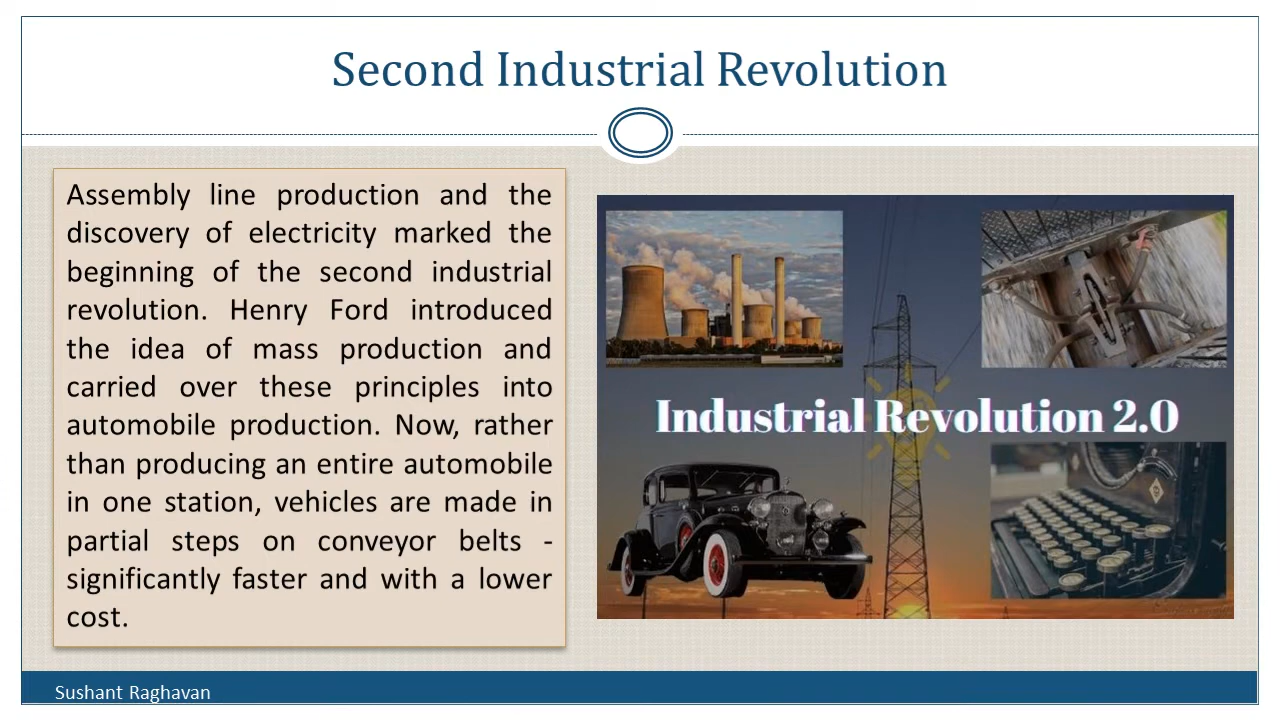 Second Industrial Revolution
Assembly line production and the
discovery of electricity marked the
beginning of the second industrial
revolution. Henry Ford introduced
the idea of mass production and
carried over these principles into
automobile production. Now, rather
than producing an entire automobile
in one station, vehicles are made in
partial steps on conveyor belts -
significantly faster and with a lower
cost.
Industrial Revolution 2.0
Sushant Raghavan